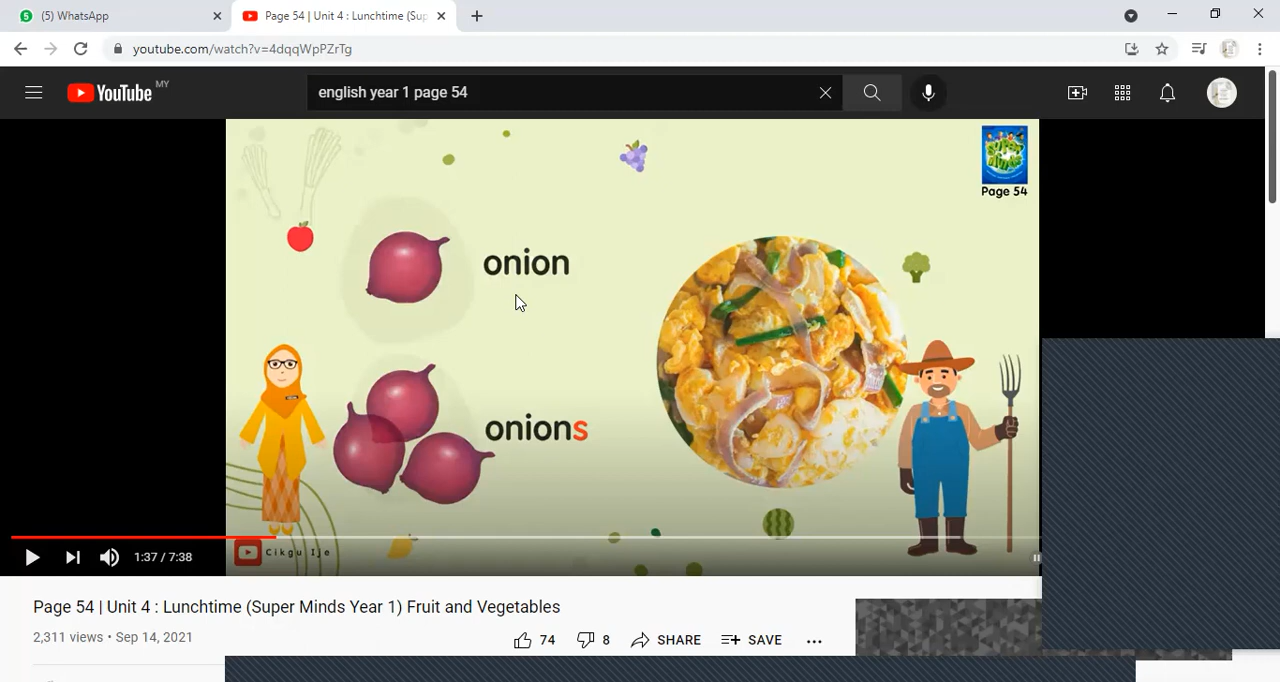 (5) WhatsApp
Page 54 | Unit 4 : Lunchtime (Sup
youtube.com/watch?v=4dqqWpPZrTg
YouTube MY
english year 1 page 54
Page 54
onion
onions
1:37 / 7:38
Cikgu Ije
Page 54 | Unit 4 : Lunchtime (Super Minds Year 1) Fruit and Vegetables
2,311 views • Sep 14, 2021
74
8
SHARE
SAVE